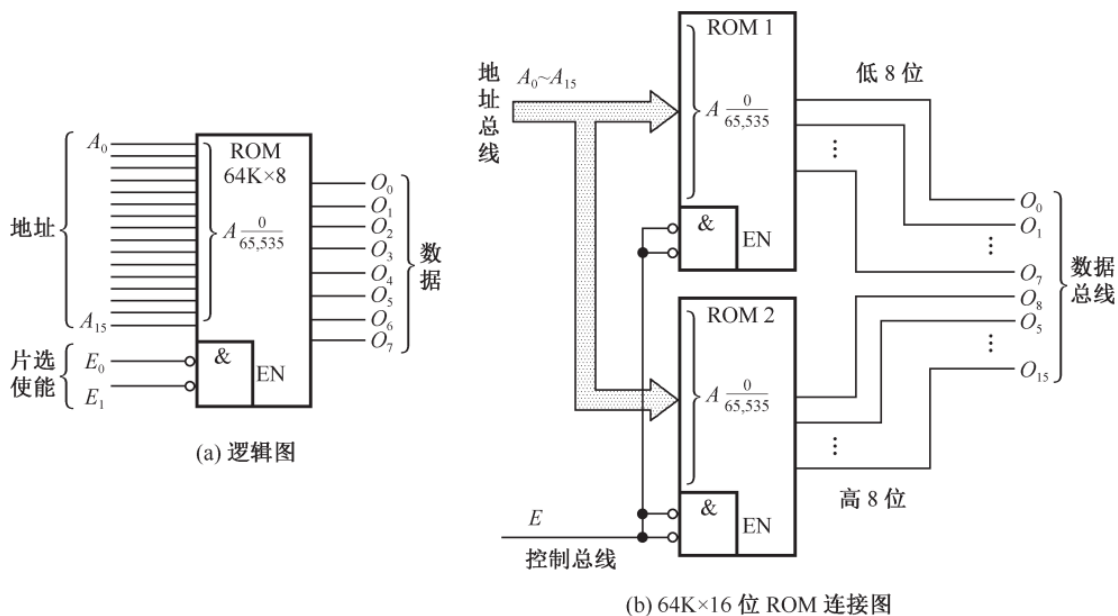 A₀
地址
A₁₅
片选
使能
E₀
E₁
ROM
64K×8
A 0/65,535
&
EN
O₀
O₁
O₂
O₃
O₄
O₅
O₆
O₇
数据
(a) 逻辑图
地址总线
A₀~A₁₅
ROM 1
A 0/65,535
&
EN
低 8 位
ROM 2
A 0/65,535
&
EN
高 8 位
E
控制总线
O₀
O₁
⋮
O₇
O₈
O₅
⋮
O₁₅
数据
总线
(b) 64K×16 位 ROM 连接图